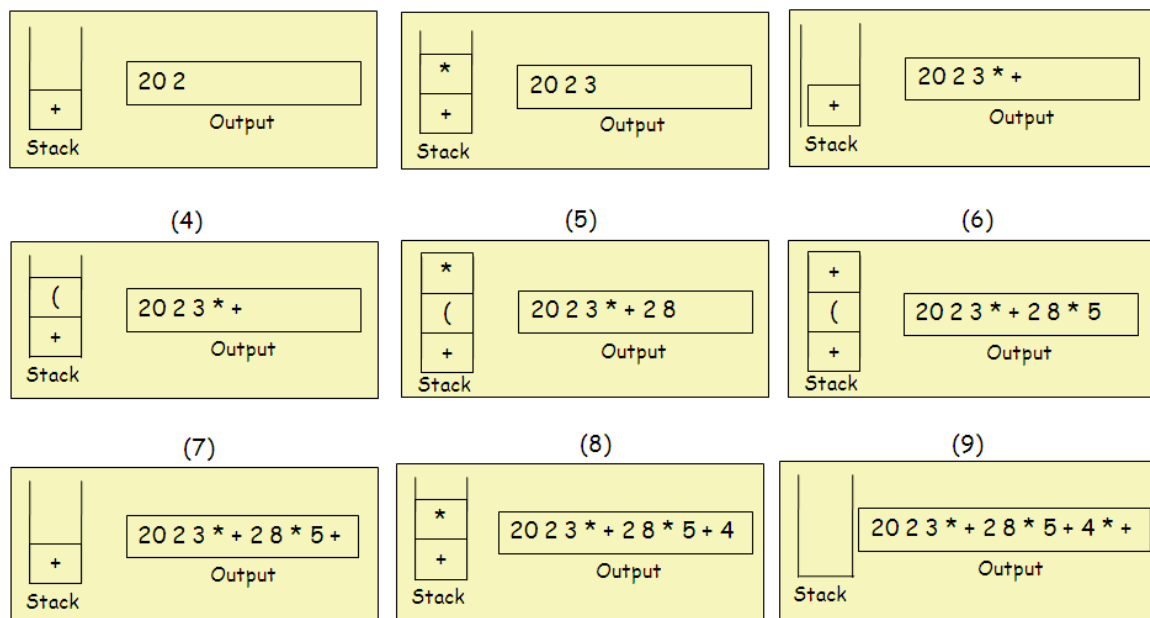 20 2
+
Output
Stack
*
+
20 2 3
Output
Stack
20 2 3 * +
+
Output
Stack
(4)
(
+
20 2 3 * +
Output
Stack
(5)
*
(
+
20 2 3 * + 2 8
Output
Stack
(6)
+
(
+
20 2 3 * + 2 8 * 5
Output
Stack
(7)
20 2 3 * + 2 8 * 5 +
+
Output
Stack
(8)
*
+
20 2 3 * + 2 8 * 5 + 4
Output
Stack
(9)
20 2 3 * + 2 8 * 5 + 4 * +
Output
Stack